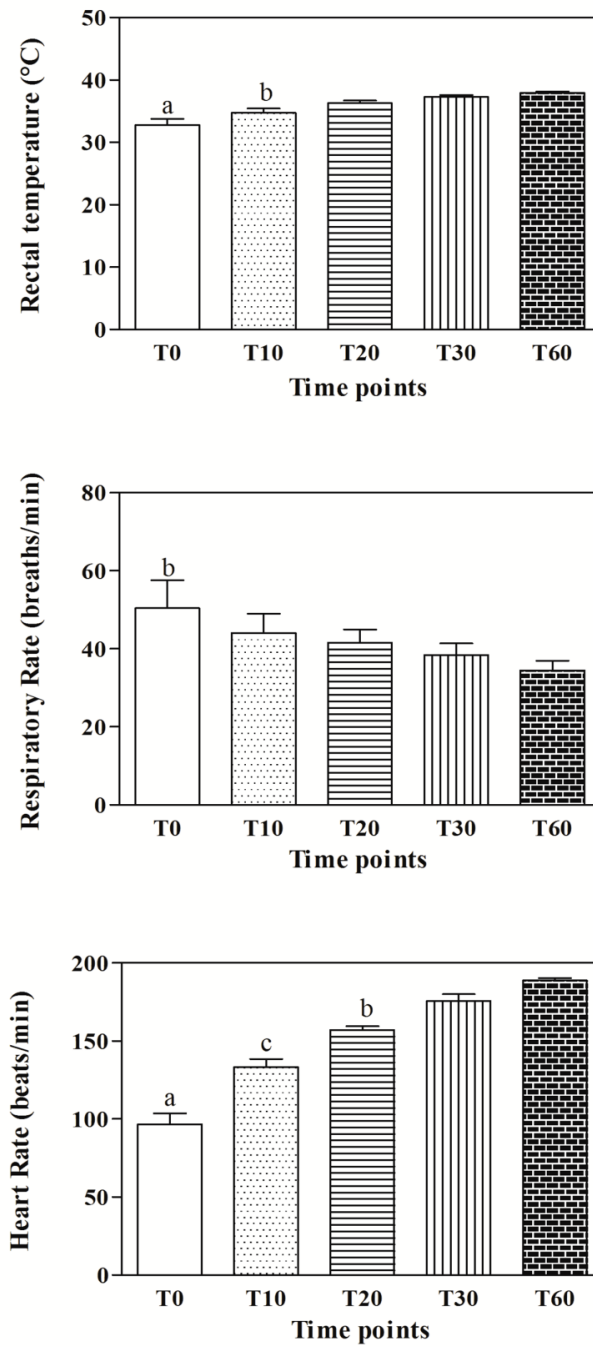 Rectal temperature (°C)
50
40
30
20
10
0
a
b
T0 T10 T20 T30 T60
Time points
Respiratory Rate (breaths/min)
80
60
40
20
0
b
T0 T10 T20 T30 T60
Time points
Heart Rate (beats/min)
200
150
100
50
0
a
c
b
T0 T10 T20 T30 T60
Time points